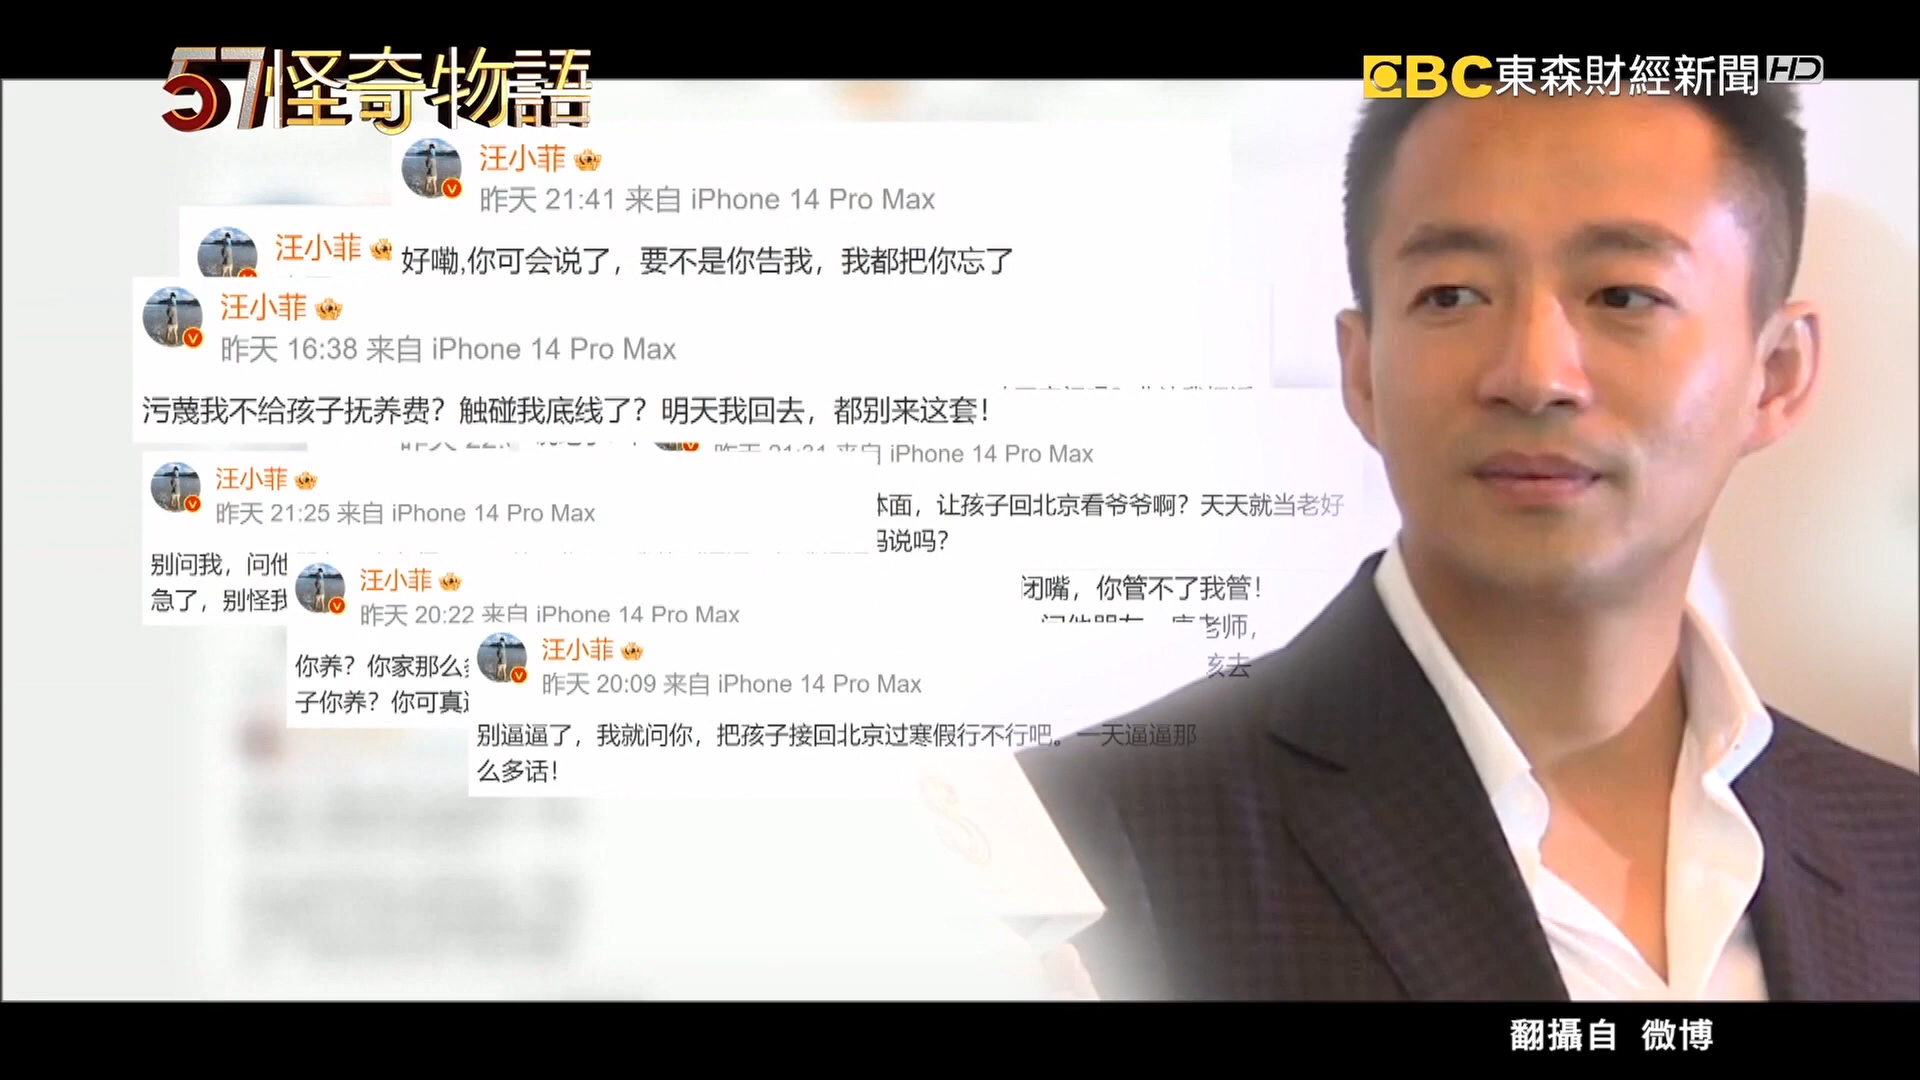 57怪奇物語
EBC東森財經新聞HD
汪小菲
昨天 21:41 来自 iPhone 14 Pro Max
好嘞,你可会说了，要不是你告我，我都把你忘了
汪小菲
汪小菲
昨天 16:38 来自 iPhone 14 Pro Max
污蔑我不给孩子抚养费？触碰我底线了？明天我回去，都别来这套！
昨天 21:31 来自 iPhone 14 Pro Max
汪小菲
昨天 21:25 来自 iPhone 14 Pro Max
面，让孩子回北京看爷爷啊？天天就当老好
妈说吗？
别问我，问他
急了，别怪我
汪小菲
昨天 20:22 来自 iPhone 14 Pro Max
闭嘴，你管不了我管！
老师，
孩去
你养？你家那么
子你养？你可真
汪小菲
昨天 20:09 来自 iPhone 14 Pro Max
别逼逼了，我就问你，把孩子接回北京过寒假行不行吧。一天逼逼那
么多话！
翻攝自 微博